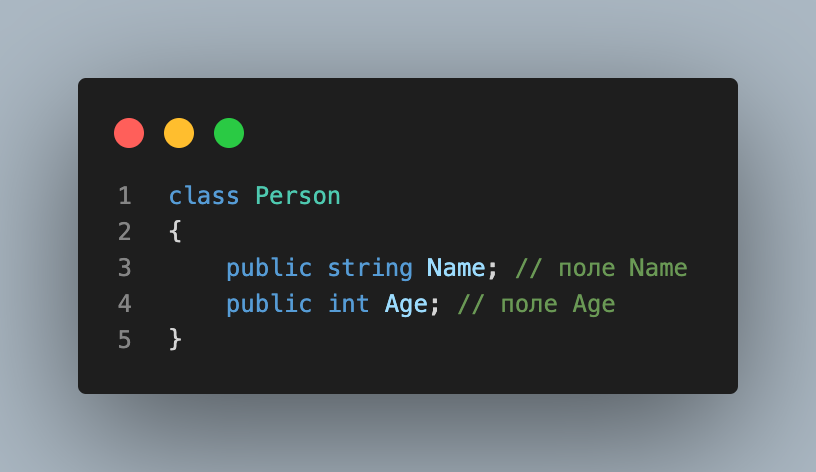 1 class Person
2 {
3     public string Name; // поле Name
4     public int Age; // поле Age
5 }